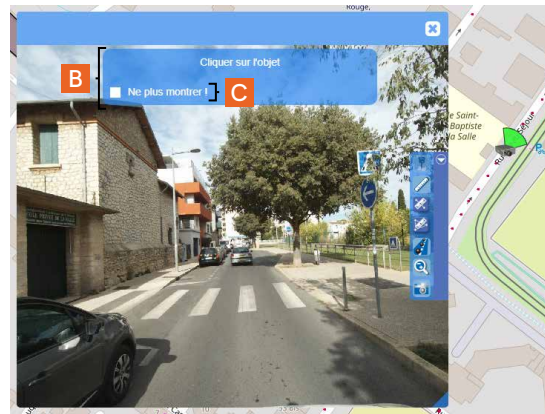 Rouge,
Cliquer sur l'objet
B
Ne plus montrer !
C
e Saint-
Baptiste
la Salle